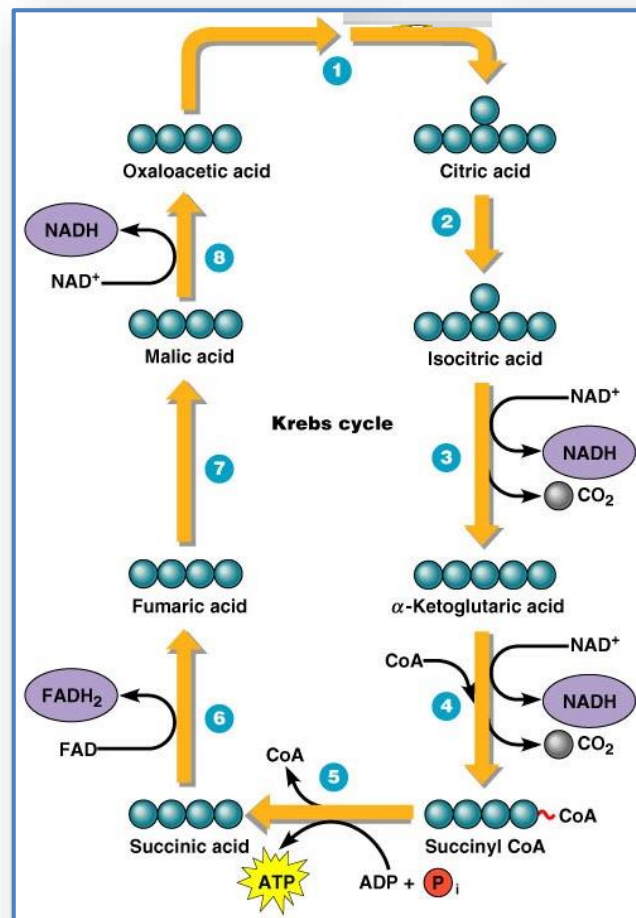 1
Oxaloacetic acid
Citric acid
NADH
NAD+
8
2
Malic acid
Isocitric acid
Krebs cycle
7
3
NAD+
NADH
CO2
Fumaric acid
α-Ketoglutaric acid
FADH2
FAD
6
CoA
4
NAD+
NADH
CO2
CoA
5
Succinic acid
CoA
Succinyl CoA
ATP
ADP + P i